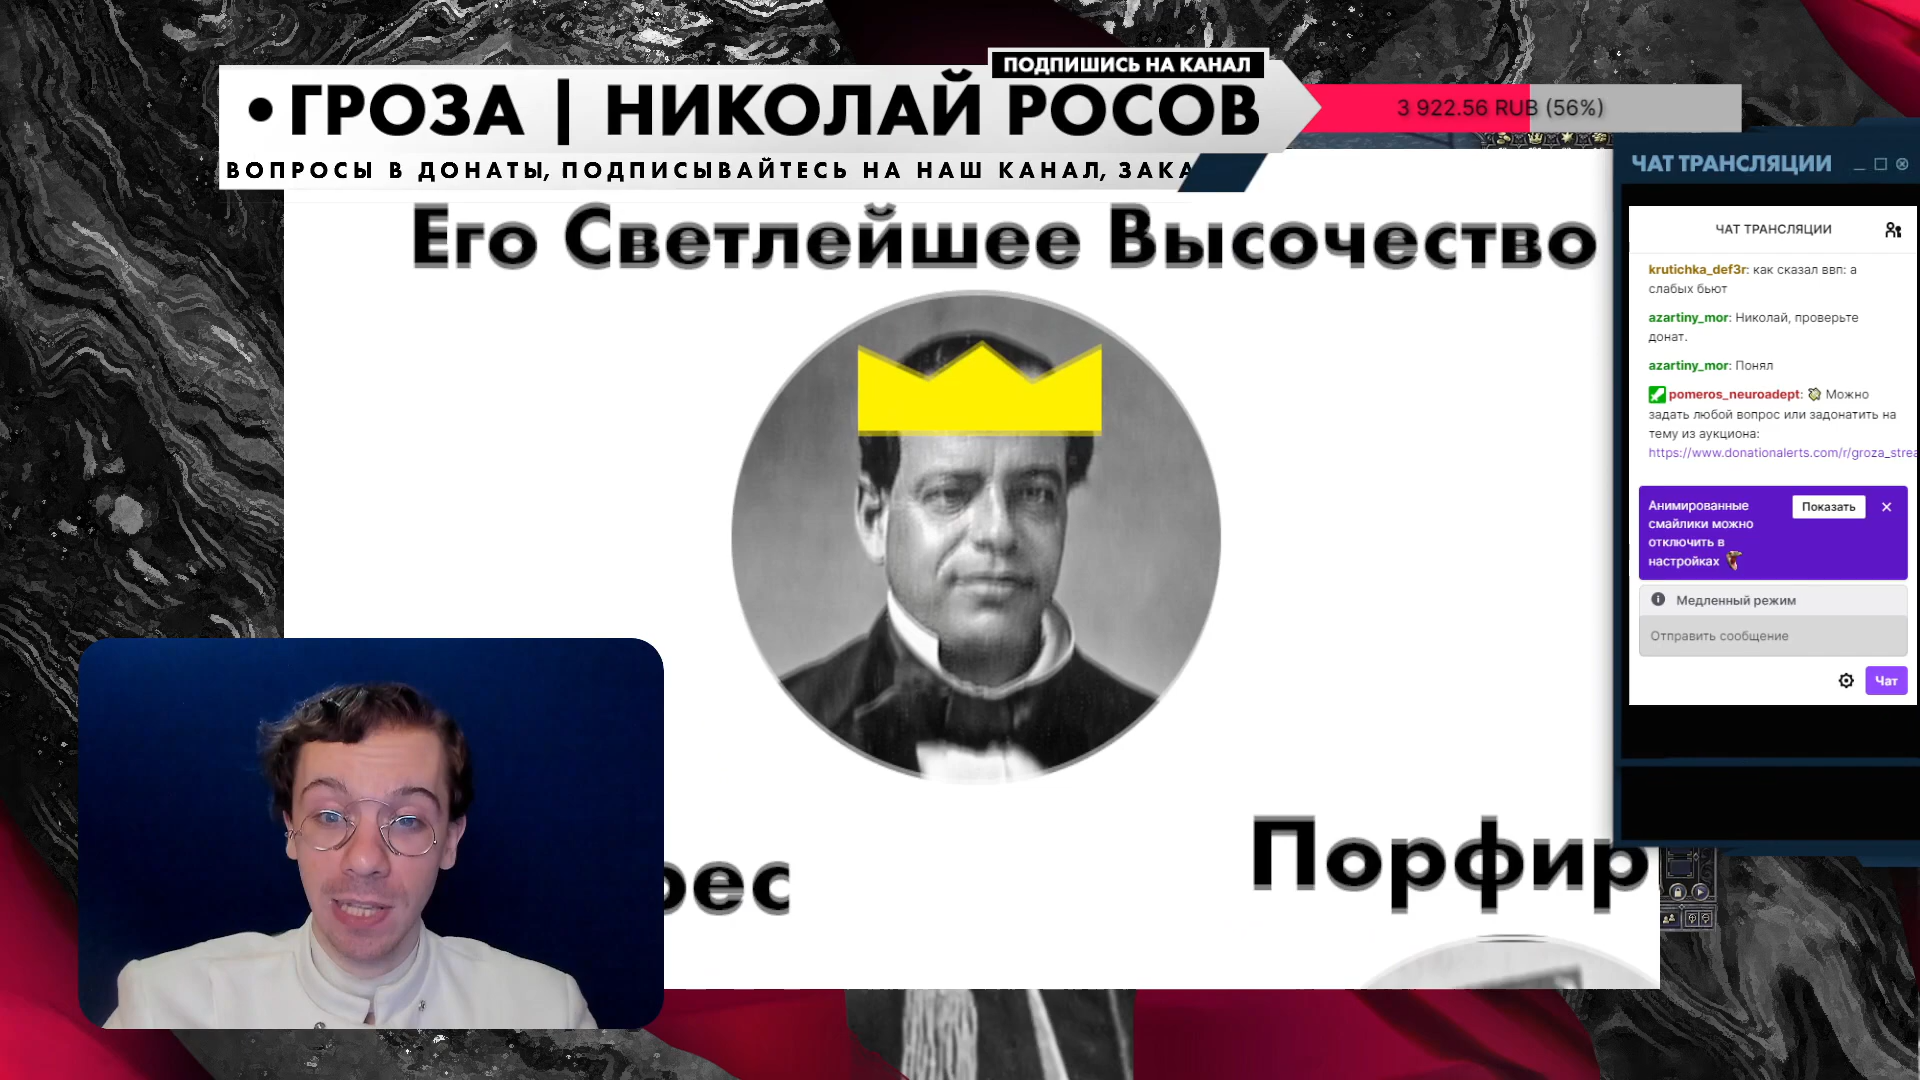 ПОДПИШИСЬ НА КАНАЛ
• ГРОЗА | НИКОЛАЙ РОСОВ
3 922.56 RUB (56%)
ВОПРОСЫ В ДОНАТЫ, ПОДПИСЫВАЙТЕСЬ НА НАШ КАНАЛ, ЗАКА
Его Светлейшее Высочество
рес
Порфир
ЧАТ ТРАНСЛЯЦИИ
ЧАТ ТРАНСЛЯЦИИ
krutichka_def3r: как сказал ввп: а
слабых бьют
azartiny_mor: Николай, проверьте
донат.
azartiny_mor: Понял
pomeros_neuroadept: Можно
задать любой вопрос или задонатить на
тему из аукциона:
https://www.donationalerts.com/r/groza_strea
Анимированные
смайлики можно
отключить в
настройках
Показать
Медленный режим
Отправить сообщение
Чат